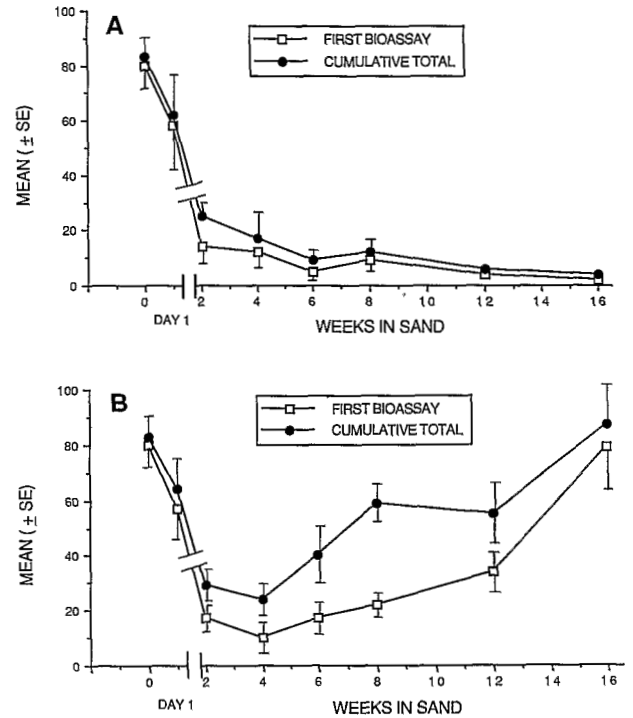 A
FIRST BIOASSAY
CUMULATIVE TOTAL
MEAN ( ± SE)
100
80
60
40
20
0
0 2 4 6 8 10 12 14 16
DAY 1
WEEKS IN SAND
B
FIRST BIOASSAY
CUMULATIVE TOTAL
MEAN ( ± SE)
100
80
60
40
20
0
0 2 4 6 8 10 12 14 16
DAY 1
WEEKS IN SAND